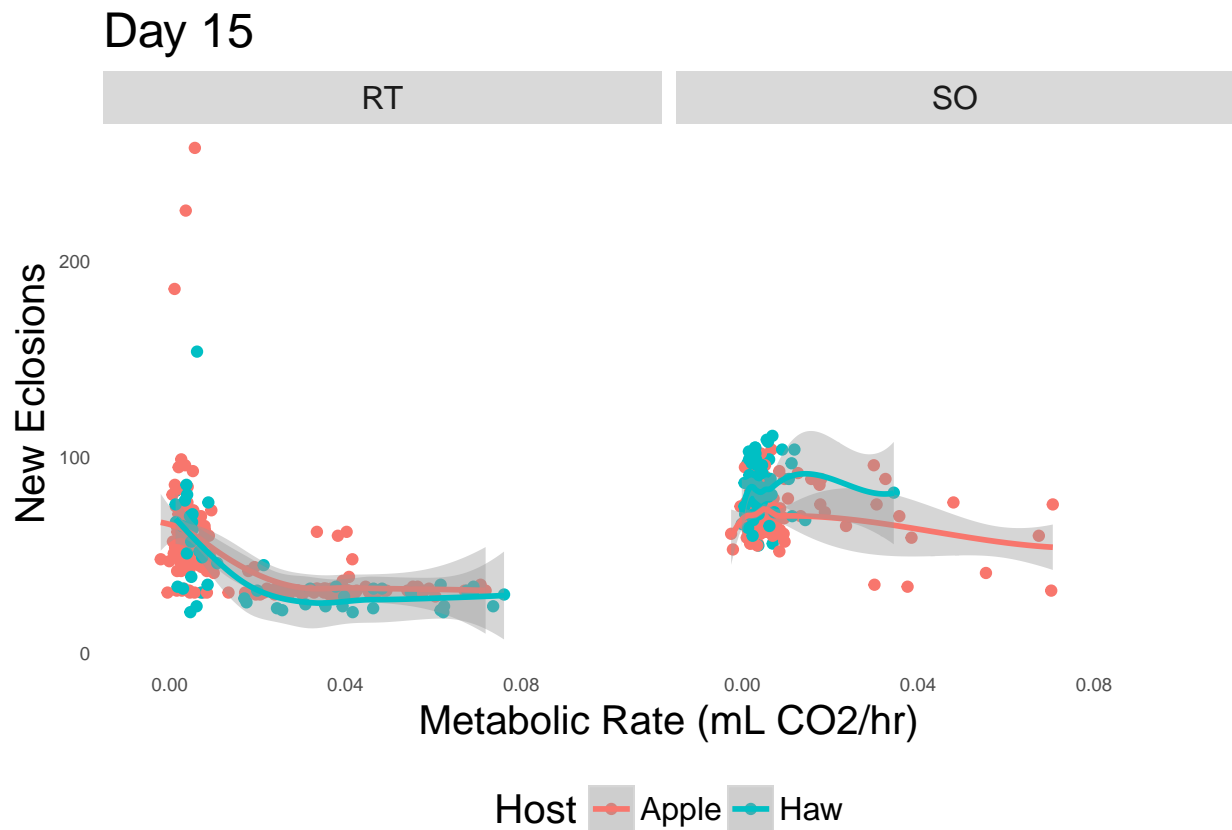 Day 15
RT SO
New Eclosions
200
100
0
0.00 0.04 0.08 0.00 0.04 0.08
Metabolic Rate (mL CO2/hr)
Host Apple Haw